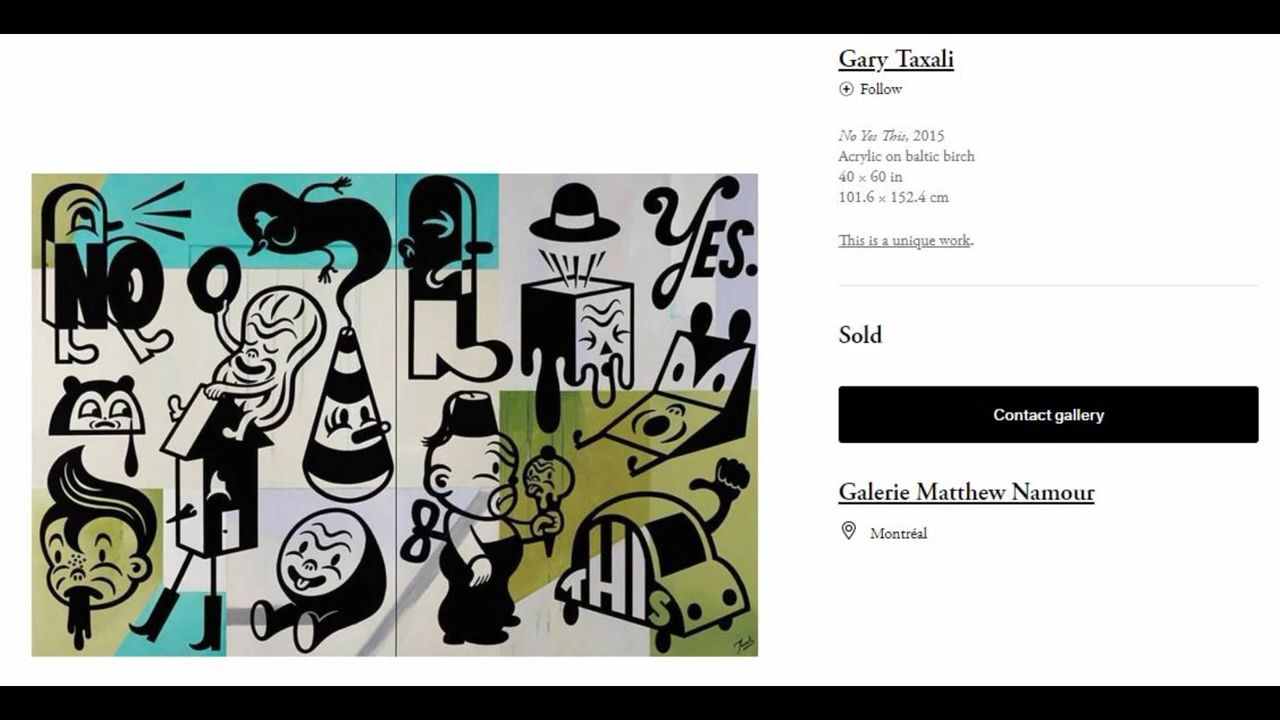 Gary Taxali
Follow
No Yes This, 2015
Acrylic on baltic birch
40 × 60 in
101.6 × 152.4 cm
This is a unique work.
Sold
Contact gallery
Galerie Matthew Namour
Montréal
NO
YES.
THIS